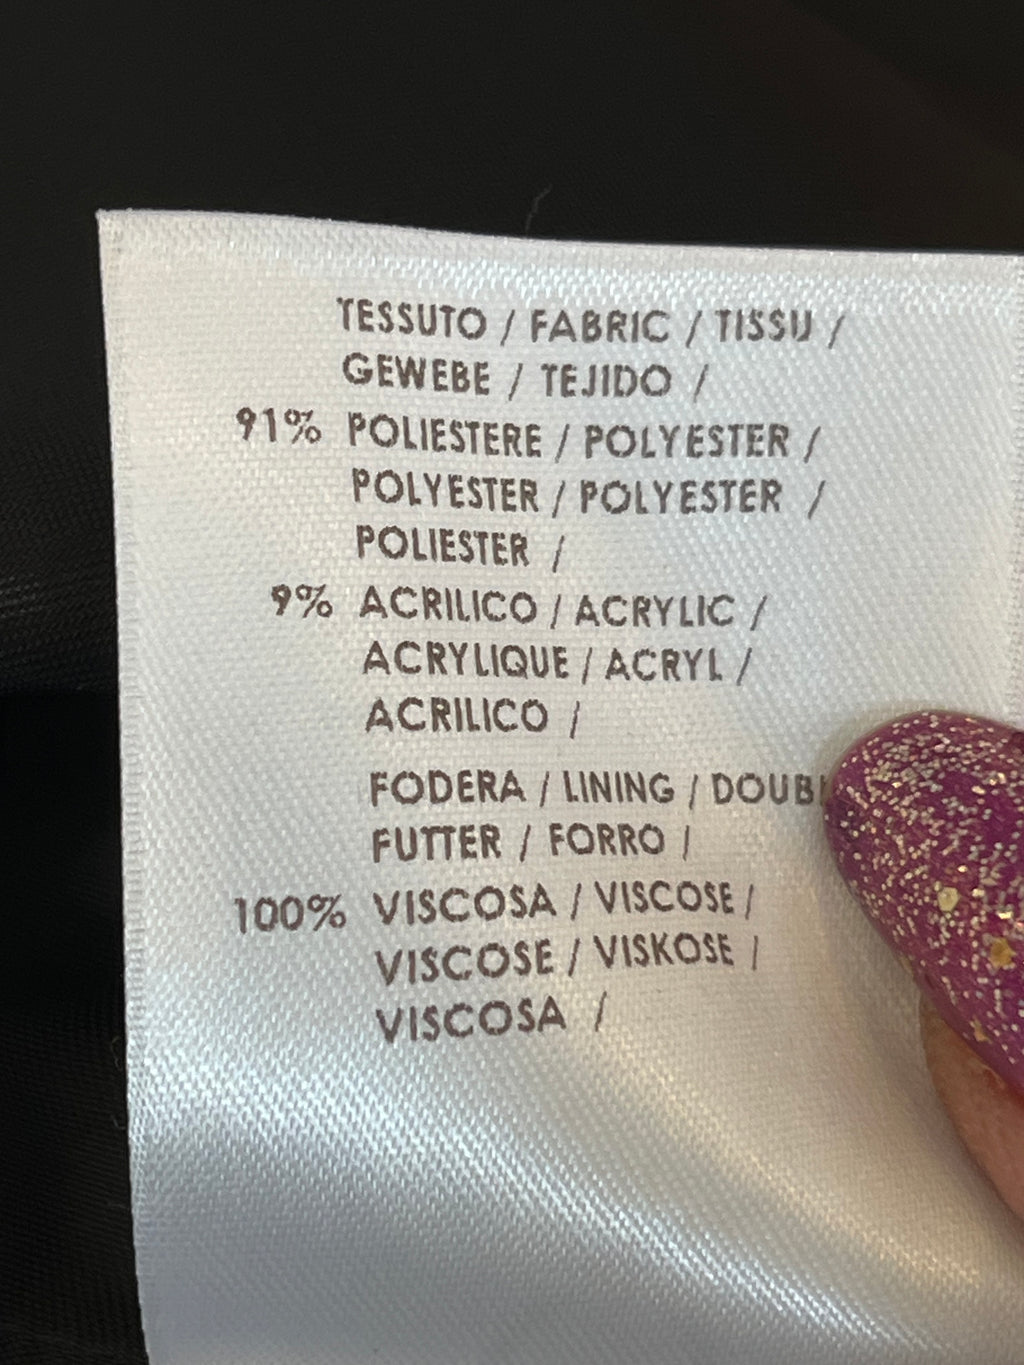 TESSUTO / FABRIC / TISSU /
GEWEBE / TEJIDO /
91% POLIESTERE / POLYESTER /
POLYESTER / POLYESTER /
POLIESTER /
9% ACRILICO / ACRYLIC /
ACRYLIQUE / ACRYL /
ACRILICO /
FODERA / LINING /
FUTTER / FORRO /
100% VISCOSA / VISCOSE /
VISCOSE / VISKOSE /
VISCOSA /